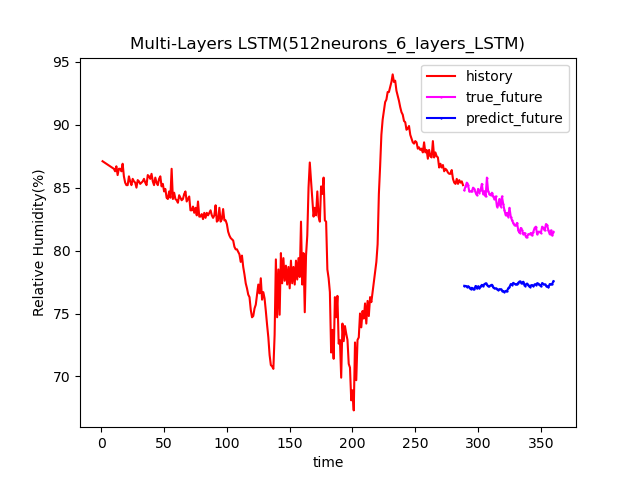 Multi-Layers LSTM(512neurons_6_layers_LSTM)
history
true_future
predict_future
95
90
85
80
75
70
Relative Humidity(%)
0
50
100
150
200
250
300
350
time